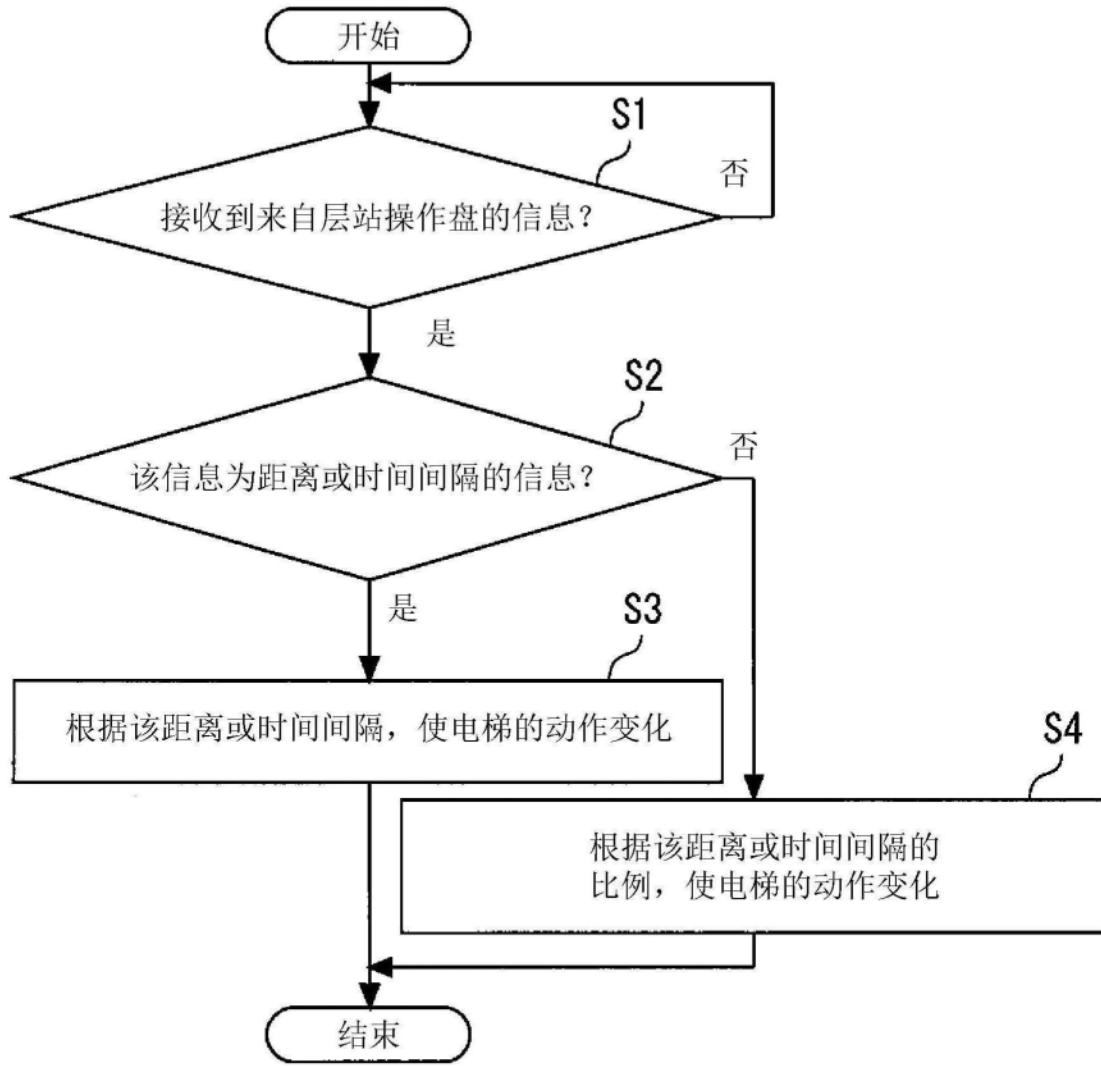 开始
S1
否
接收到来自层站操作盘的信息？
是
S2
否
该信息为距离或时间间隔的信息？
是
S3
根据该距离或时间间隔，使电梯的动作变化
S4
根据该距离或时间间隔的
比例，使电梯的动作变化
结束